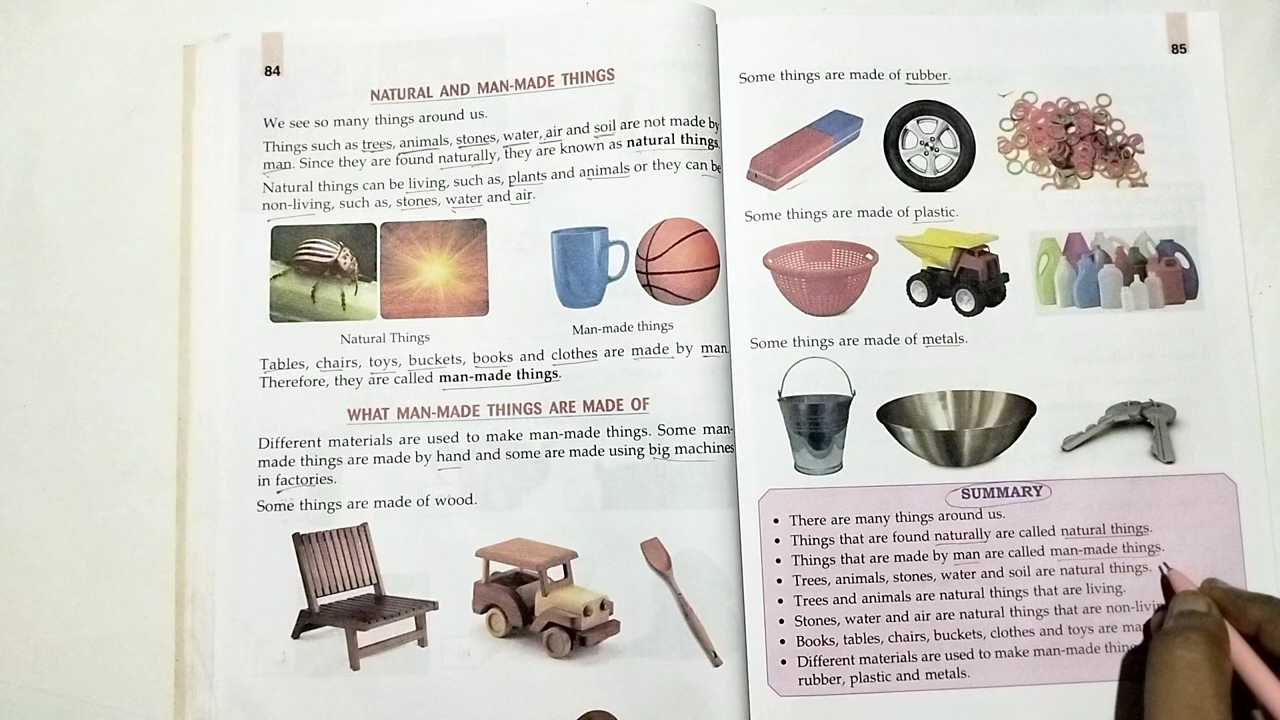 84
NATURAL AND MAN-MADE THINGS
We see so many things around us.
Things such as trees, animals, stones, water, air and soil are not made by
man. Since they are found naturally, they are known as natural things.
Natural things can be living, such as, plants and animals or they can be
non-living, such as, stones, water and air.
Natural Things
Man-made things
Tables, chairs, toys, buckets, books and clothes are made by man.
Therefore, they are called man-made things.
WHAT MAN-MADE THINGS ARE MADE OF
Different materials are used to make man-made things. Some man-
made things are made by hand and some are made using big machines
in factories.
Some things are made of wood.
85
Some things are made of rubber.
Some things are made of plastic.
Some things are made of metals.
SUMMARY
• There are many things around us.
• Things that are found naturally are called natural things.
• Things that are made by man are called man-made things.
• Trees, animals, stones, water and soil are natural things.
• Trees and animals are natural things that are living.
• Stones, water and air are natural things that are
• Books, tables, chairs, buckets, clothes and toys are
• Different materials are used to make man-made
rubber, plastic and metals.